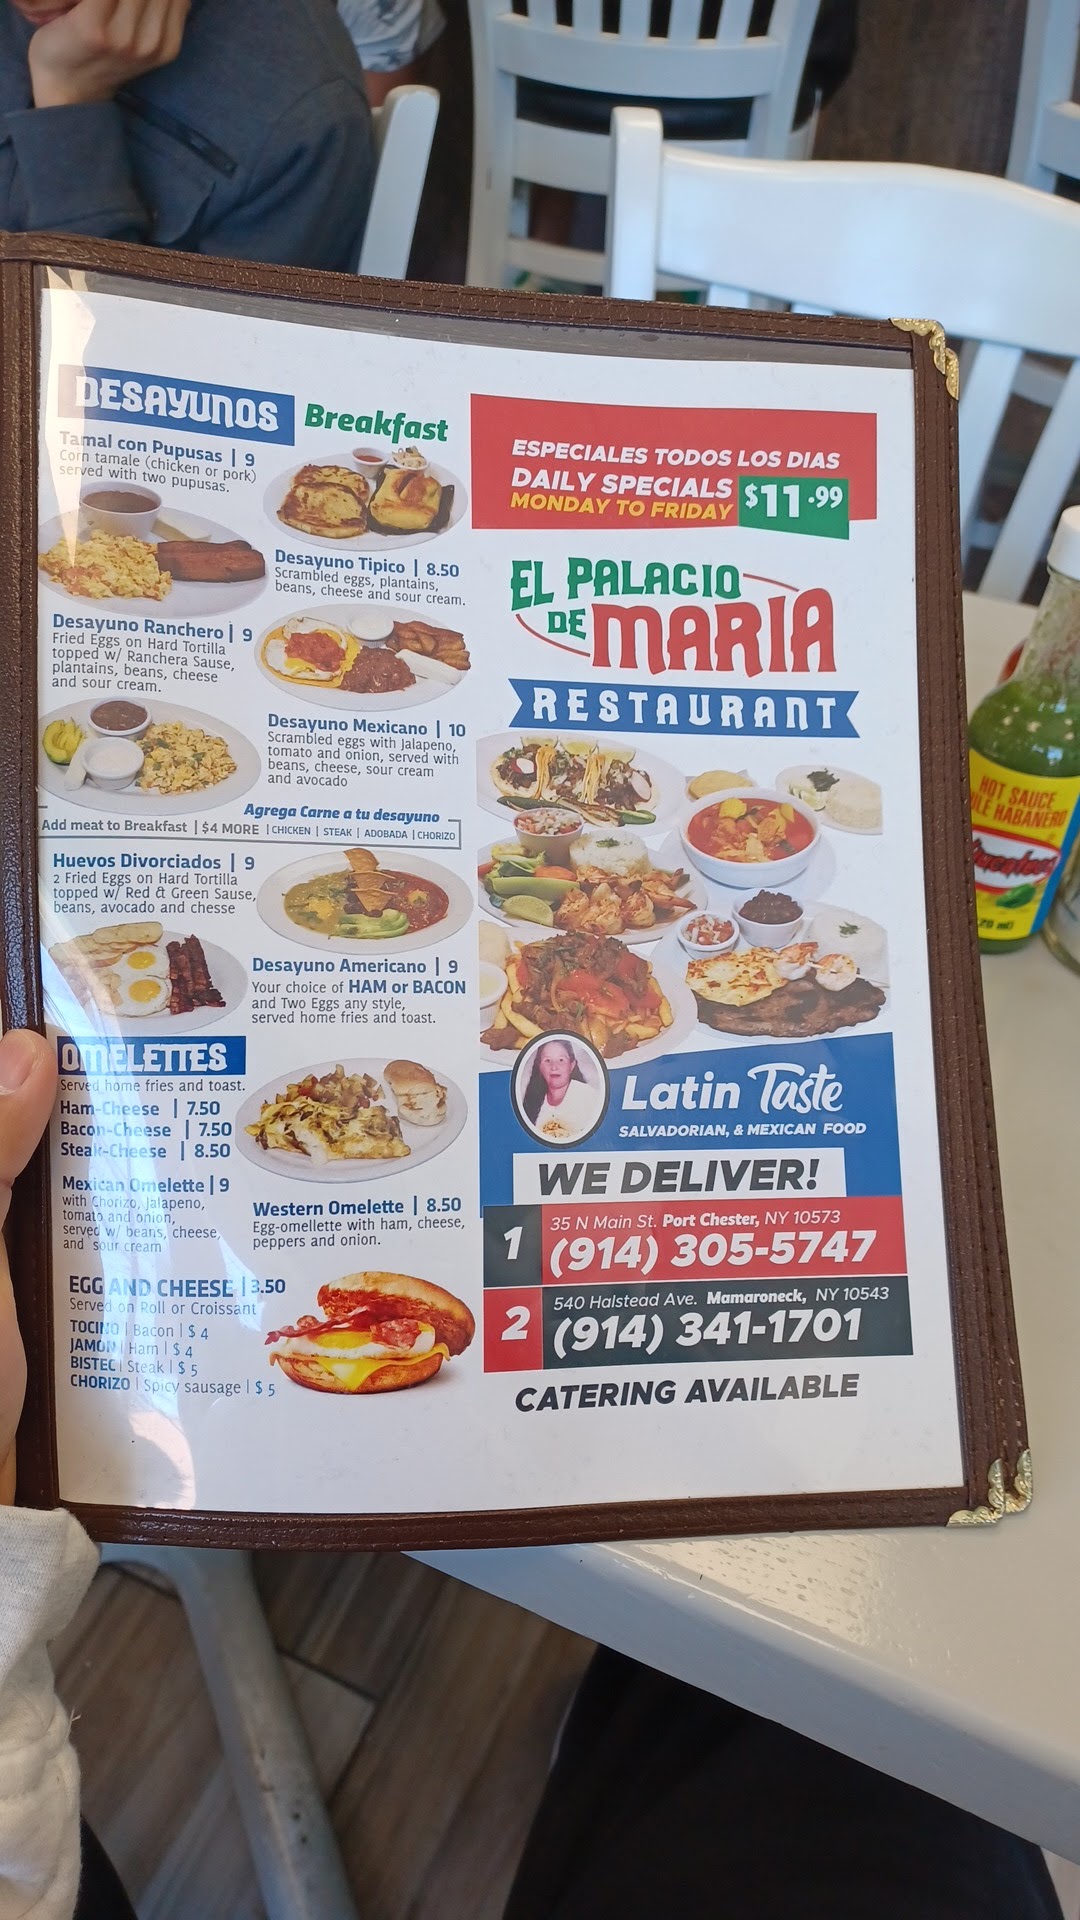 DESAYUNOS Breakfast
Tamal con Pupusas | 9
Corn tamale (chicken or pork)
served with two pupusas.
Desayuno Tipico | 8.50
Scrambled eggs, plantains,
beans, cheese and sour cream.
Desayuno Ranchero | 9
Fried Eggs on Hard Tortilla
topped w/ Ranchera Sause,
plantains, beans, cheese
and sour cream.
Desayuno Mexicano | 10
Scrambled eggs with Jalapeno,
tomato and onion, served with
beans, cheese, sour cream
and avocado
Agrega Carne a tu desayuno
Add meat to Breakfast | $4 MORE | CHICKEN | STEAK | ADOBADA | CHORIZO
Huevos Divorciados | 9
2 Fried Eggs on Hard Tortilla
topped w/ Red & Green Sause,
beans, avocado and chesse
Desayuno Americano | 9
Your choice of HAM or BACON
and Two Eggs any style,
served home fries and toast.
OMELETTES
Served home fries and toast.
Ham-Cheese | 7.50
Bacon-Cheese | 7.50
Steak-Cheese | 8.50
Mexican Omelette | 9
with Chorizo, Jalapeno,
tomato and onion,
served w/ beans, cheese,
and sour cream
Western Omelette | 8.50
Egg-omellette with ham, cheese,
peppers and onion.
EGG AND CHEESE | 3.50
Served on Roll or Croissant
TOCINO | Bacon | $ 4
JAMON | Ham | $ 4
BISTEC | Steak | $ 5
CHORIZO | Spicy sausage | $ 5
ESPECIALES TODOS LOS DIAS
DAILY SPECIALS
MONDAY TO FRIDAY $11.99
EL PALACIO
DE MARIA
RESTAURANT
Latin Taste
SALVADORIAN, & MEXICAN FOOD
WE DELIVER!
1 35 N Main St. Port Chester, NY 10573
(914) 305-5747
2 540 Halstead Ave. Mamaroneck, NY 10543
(914) 341-1701
CATERING AVAILABLE
HOT SAUCE
HABANERO